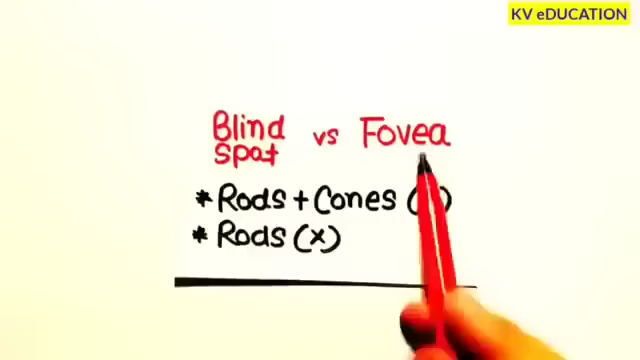 KV eDUCATION
Blind vs Fovea
spot
* Rods + Cones ( )
* Rods (x)